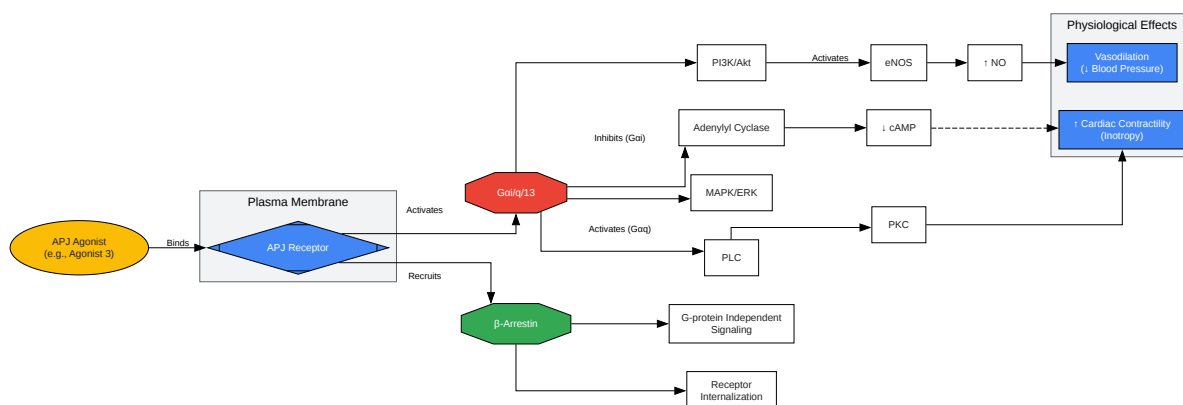 Physiological Effects
PI3K/Akt
Activates
eNOS
↑ NO
Vasodilation
(↓ Blood Pressure)
Inhibits (Gαi)
Adenylyl Cyclase
↓ cAMP
↑ Cardiac Contractility
(Inotropy)
Plasma Membrane
Gαi/q/13
MAPK/ERK
Activates
Activates (Gαq)
PKC
APJ Agonist
(e.g., Agonist 3)
Binds
APJ Receptor
PLC
Recruits
β-Arrestin
G-protein Independent
Signaling
Receptor
Internalization